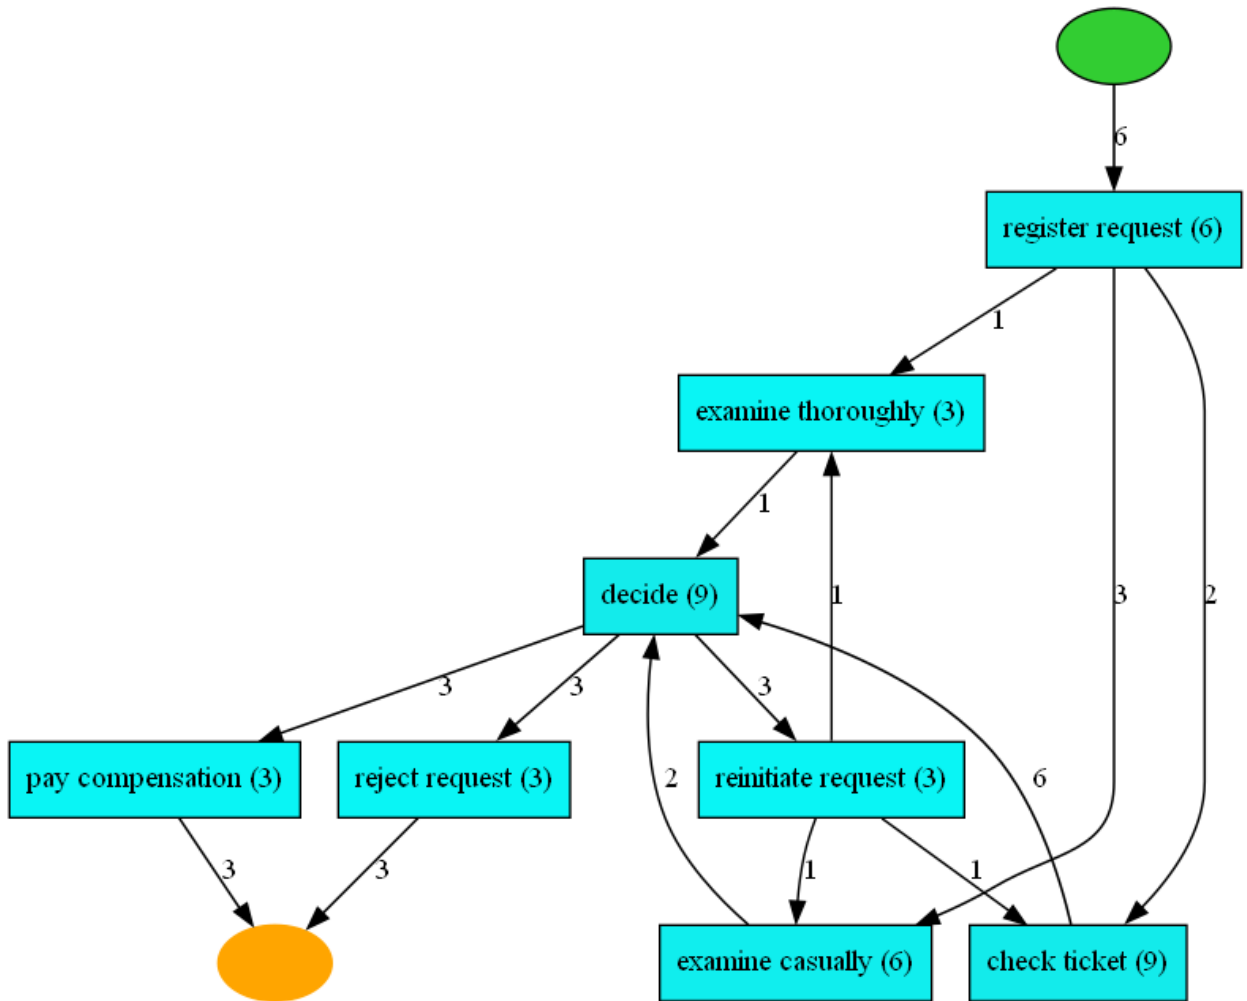 6
register request (6)
1
examine thoroughly (3)
1
decide (9)
1
3
2
3
3
3
pay compensation (3)
reject request (3)
reinitiate request (3)
2
6
3
3
1
1
examine casually (6)
check ticket (9)